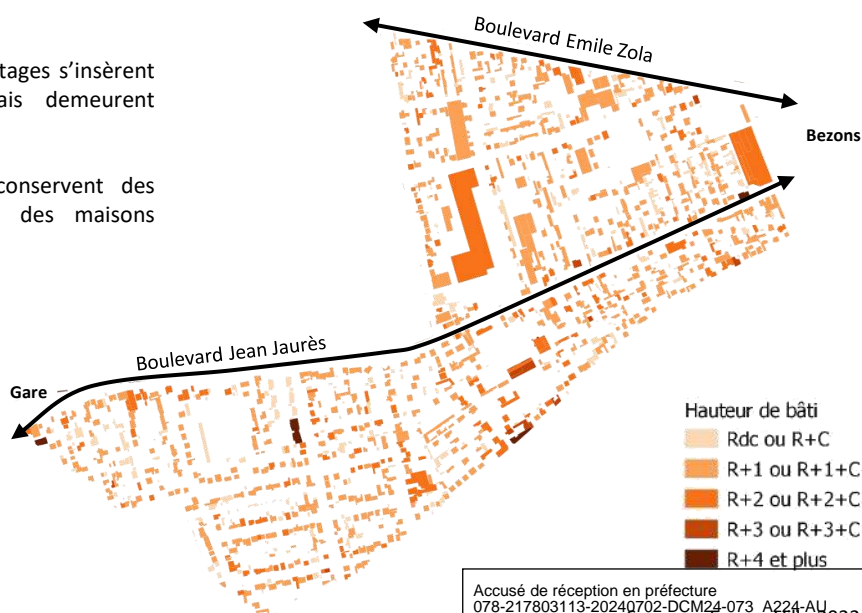 tages s’insèrent
ais demeurent
conservent des
des maisons
Boulevard Emile Zola
Bezons
Boulevard Jean Jaurès
Gare
Hauteur de bâti
Rdc ou R+C
R+1 ou R+1+C
R+2 ou R+2+C
R+3 ou R+3+C
R+4 et plus
Accusé de réception en préfecture
078-217803113-20240702-DCM24-073_A224-AU